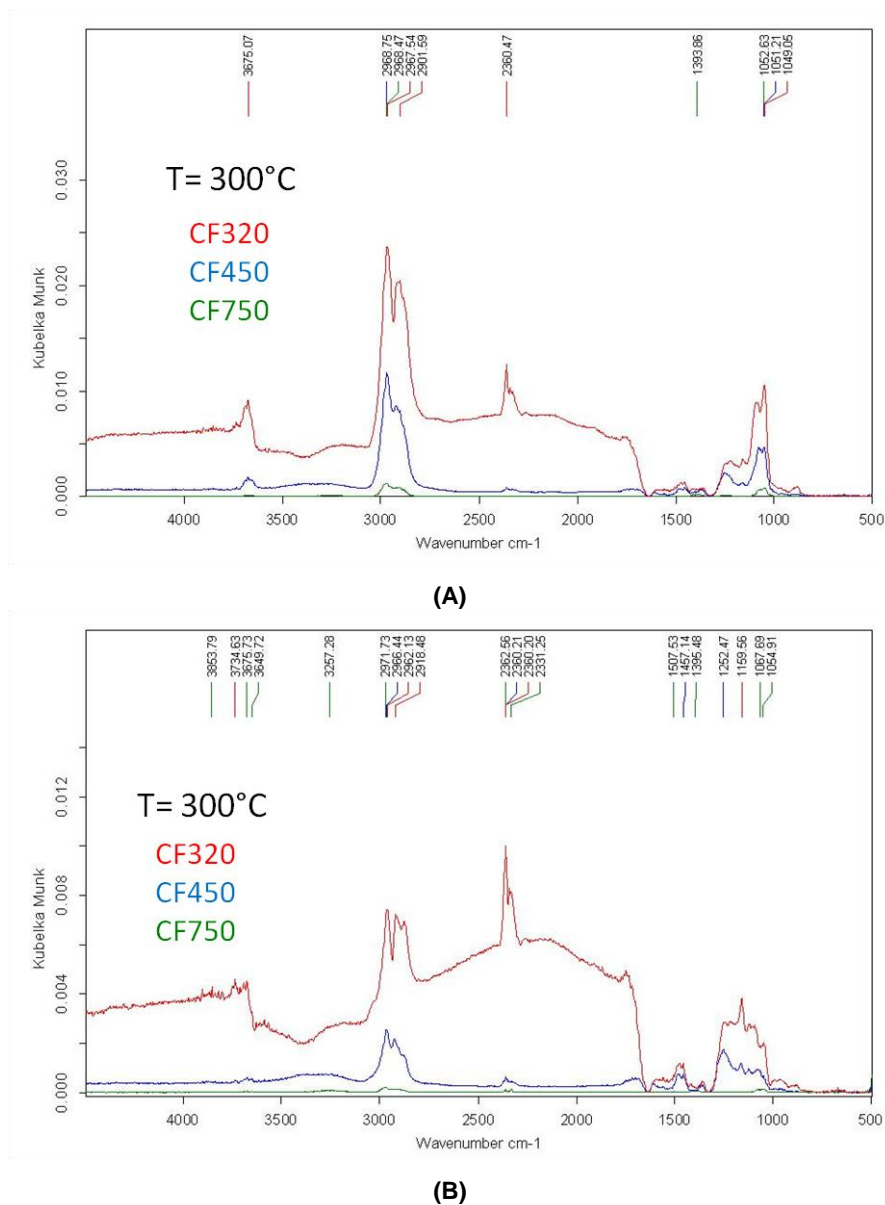 3675.07
2968.75
2968.47
2967.54
2901.59
2360.47
1393.86
1052.63
1051.21
1049.05
T= 300°C
CF320
CF450
CF750
Kubelka Munk
0.030
0.020
0.010
0.000
4000 3500 3000 2500 2000 1500 1000 500
Wavenumber cm-1
(A)
3853.79
3734.63
3675.73
3649.72
3257.28
2971.73
2966.44
2962.13
2918.48
2362.56
2360.21
2360.20
2331.25
1507.53
1457.14
1395.48
1252.47
1159.56
1067.69
1054.91
T= 300°C
CF320
CF450
CF750
Kubelka Munk
0.012
0.008
0.004
0.000
4000 3500 3000 2500 2000 1500 1000 500
Wavenumber cm-1
(B)